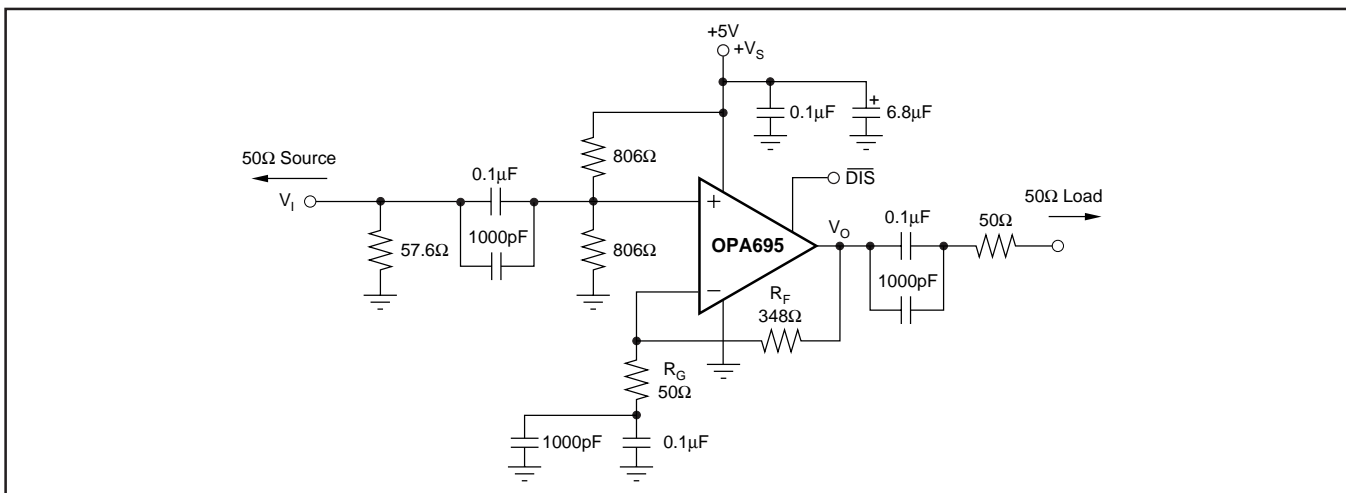 +5V
+V_S
0.1µF
6.8µF
50Ω Source
806Ω
0.1µF
DIS
50Ω Load
V_I
+
V_O
0.1µF
50Ω
1000pF
57.6Ω
806Ω
OPA695
1000pF
−
R_F
348Ω
R_G
50Ω
1000pF
0.1µF
+